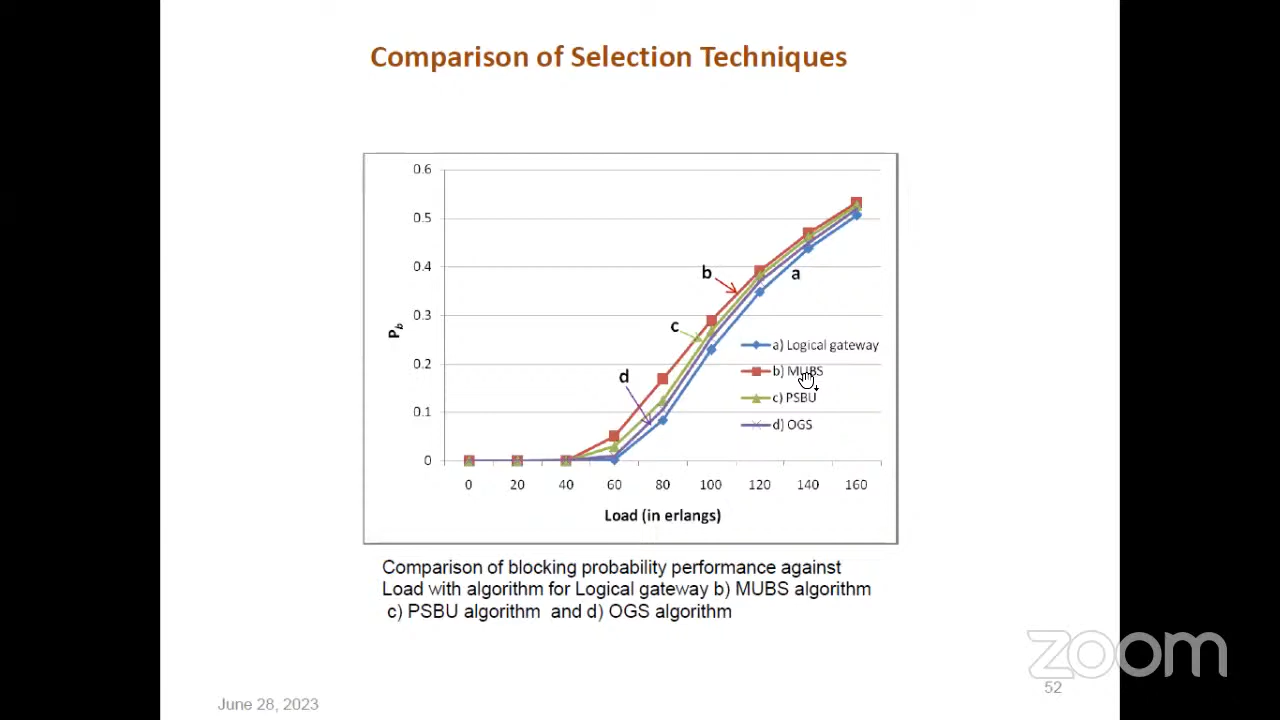 Comparison of Selection Techniques
0.6
0.5
0.4
0.3
0.2
0.1
0
Pb
b
a
c
d
a) Logical gateway
b) MUBS
c) PSBU
d) OGS
0 20 40 60 80 100 120 140 160
Load (in erlangs)
Comparison of blocking probability performance against
Load with algorithm for Logical gateway b) MUBS algorithm
c) PSBU algorithm and d) OGS algorithm
zoom
52
June 28, 2023